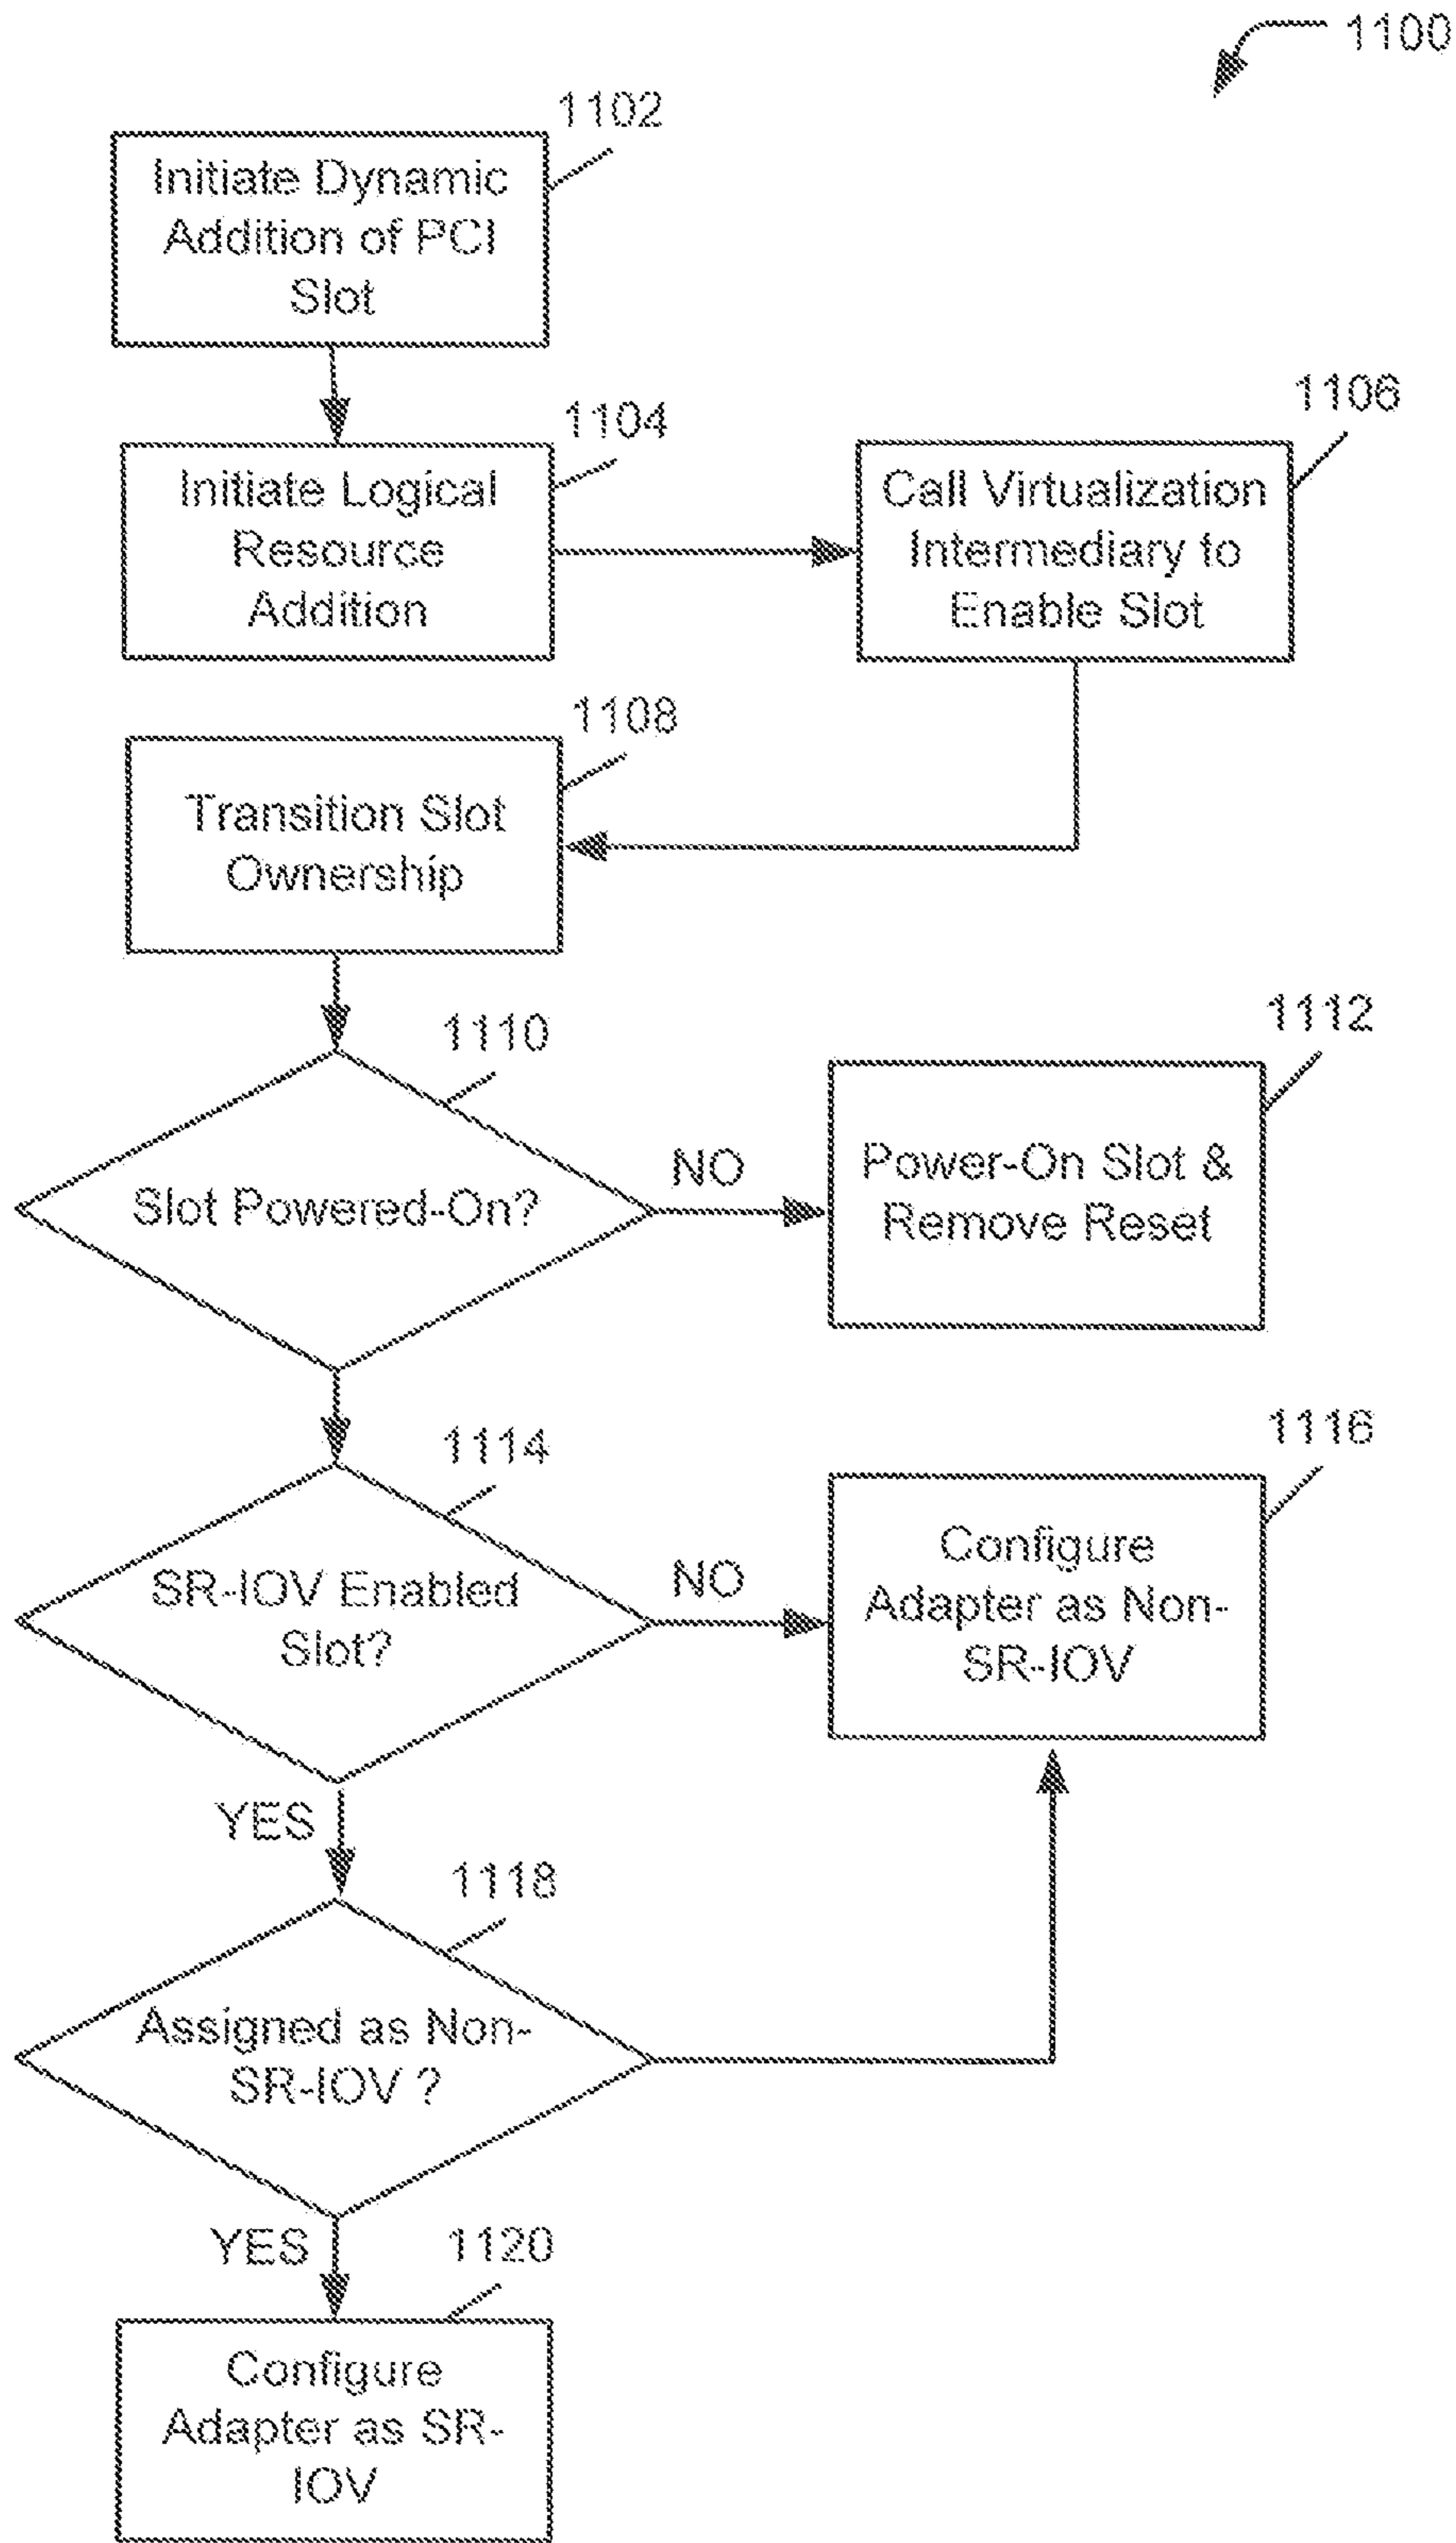 1100
1102
Initiate Dynamic
Addition of PCI
Slot
1104
Initiate Logical
Resource
Addition
1106
Call Virtualization
Intermediary to
Enable Slot
1108
Transition Slot
Ownership
1110
Slot Powered-On?
NO
1112
Power-On Slot &
Remove Reset
1114
SR-IOV Enabled
Slot?
NO
1116
Configure
Adapter as Non-
SR-IOV
YES
1118
Assigned as Non-
SR-IOV ?
YES
1120
Configure
Adapter as SR-
IOV